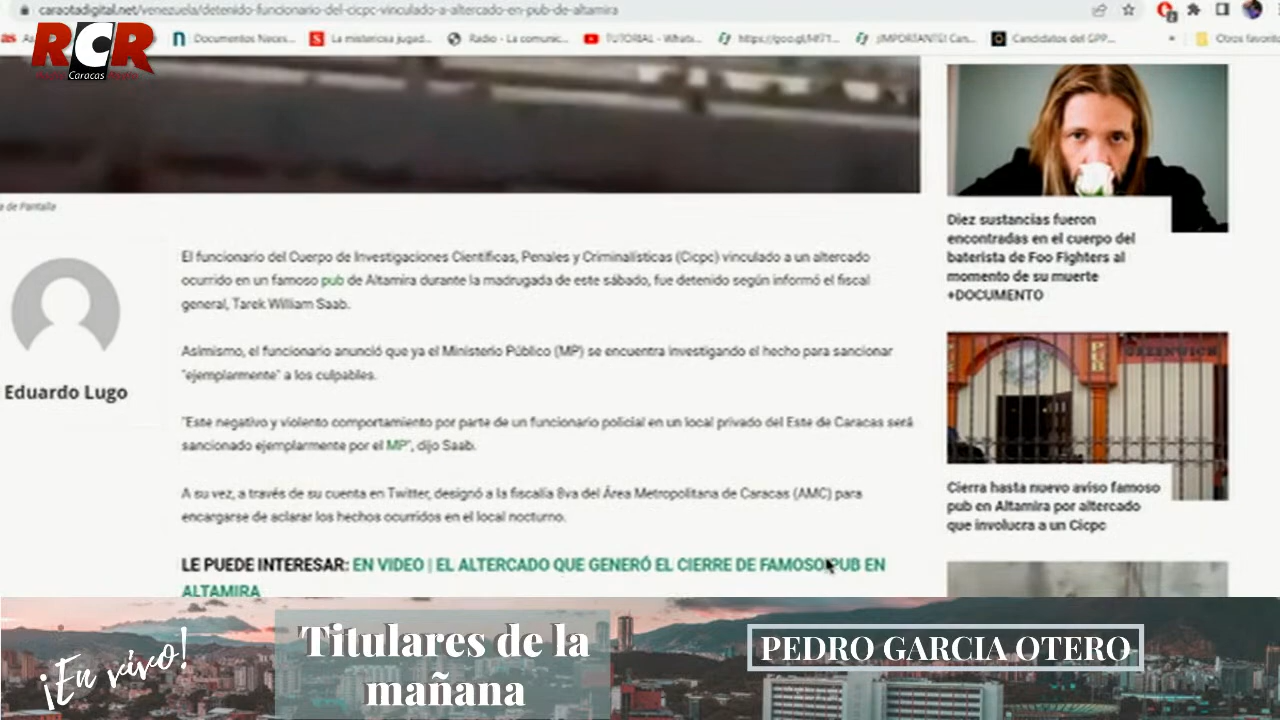 caraotadigital.net/venezuela/detenido-funcionario-del-cicpc-vinculado-a-altercado-en-pub-de-altamira
Documentos Neces... La misteriosa jugad... Radio - La comunic... TUTORIAL - Whats... ¡IMPORTANTE! Can... Candidatos del GPP... Otros favoritos
RCR
Radio Caracas Radio
a de Pantalla
Eduardo Lugo
El funcionario del Cuerpo de Investigaciones Científicas, Penales y Criminalísticas (Cicpc) vinculado a un altercado
ocurrido en un famoso pub de Altamira durante la madrugada de este sábado, fue detenido según informó el fiscal
general, Tarek William Saab.
Asimismo, el funcionario anunció que ya el Ministerio Público (MP) se encuentra investigando el hecho para sancionar
"ejemplarmente" a los culpables.
"Este negativo y violento comportamiento por parte de un funcionario policial en un local privado del Este de Caracas será
sancionado ejemplarmente por el MP", dijo Saab.
A su vez, a través de su cuenta en Twitter, designó a la fiscalía 8va del Área Metropolitana de Caracas (AMC) para
encargarse de aclarar los hechos ocurridos en el local nocturno.
LE PUEDE INTERESAR: EN VIDEO | EL ALTERCADO QUE GENERÓ EL CIERRE DE FAMOSO PUB EN
ALTAMIRA
Diez sustancias fueron
encontradas en el cuerpo del
baterista de Foo Fighters al
momento de su muerte
+DOCUMENTO
PUB
GREENWICH
Cierra hasta nuevo aviso famoso
pub en Altamira por altercado
que involucra a un Cicpc
¡En vivo!
Titulares de la
mañana
PEDRO GARCIA OTERO